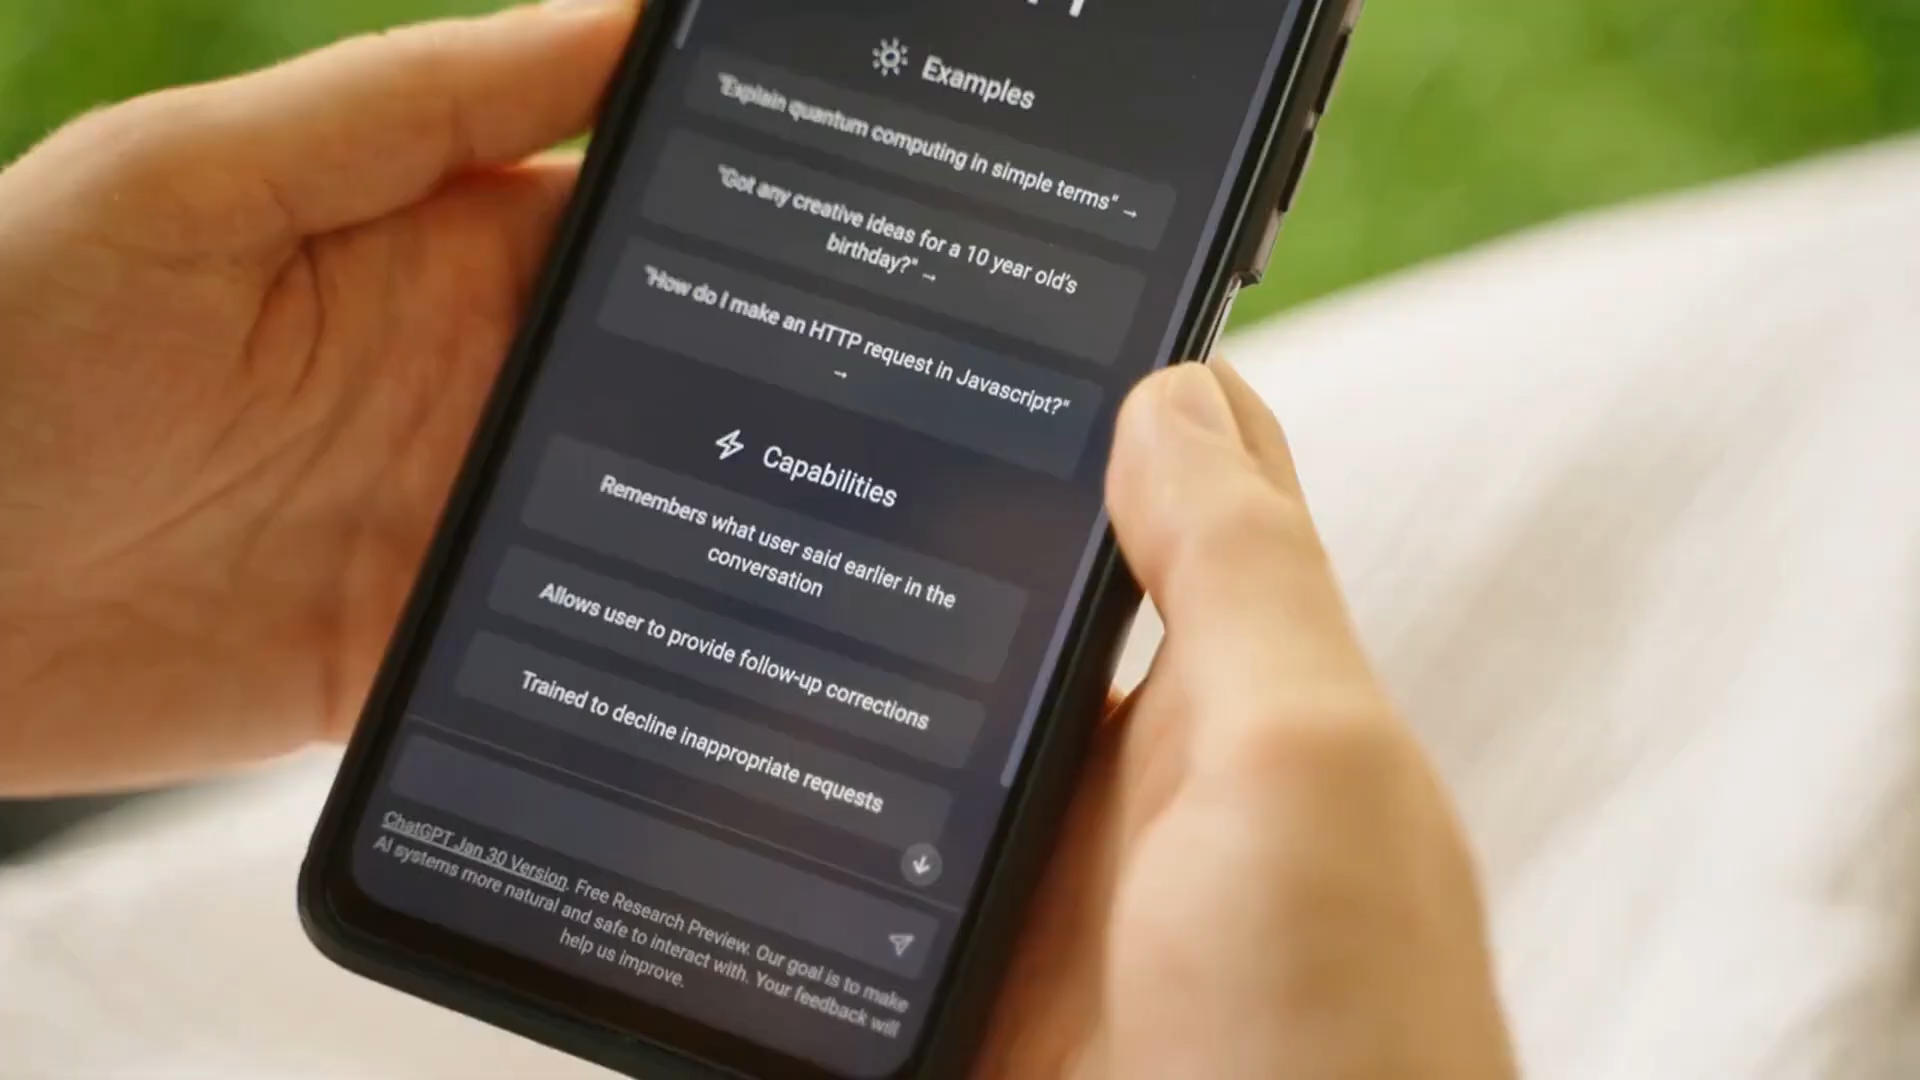 Examples
"Explain quantum computing in simple terms" →
"Got any creative ideas for a 10 year old's
birthday?" →
"How do I make an HTTP request in Javascript?"
→
Capabilities
Remembers what user said earlier in the
conversation
Allows user to provide follow-up corrections
Trained to decline inappropriate requests
ChatGPT Jan 30 Version. Free Research Preview. Our goal is to make
AI systems more natural and safe to interact with. Your feedback will
help us improve.